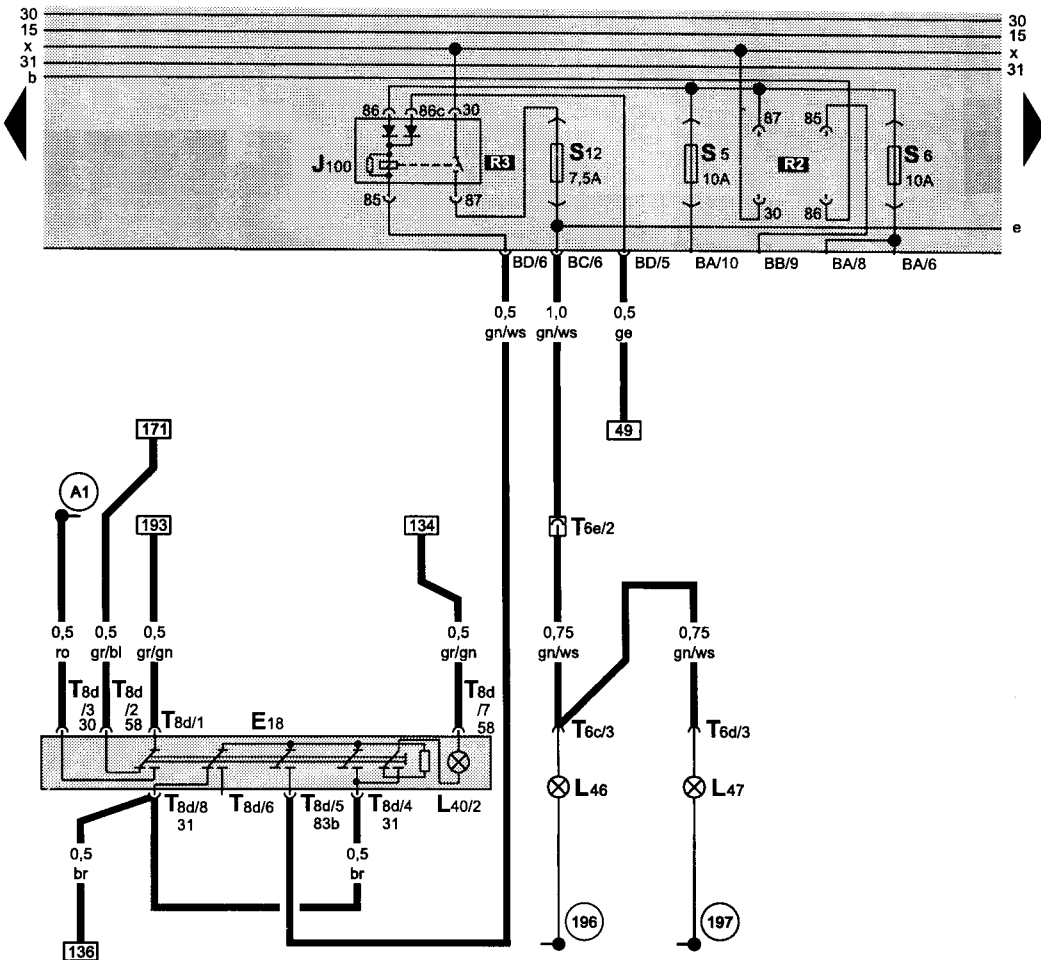 30 30
15 15
x x
31 31
b
86 86c 30 87 85
J100 R3 S12 S5 R2 S6
7,5A 10A 10A
85 87 30 86
e
BD/6 BC/6 BD/5 BA/10 BB/9 BA/8 BA/6
0,5 1,0 0,5
gn/ws gn/ws ge
171 49
A1
193 134 T6e/2
0,5 0,5 0,5 0,5 0,75 0,75
ro gr/bl gr/gn gr/gn gn/ws gn/ws
T8d T8d T8d
/3 /2 T8d/1 E18 /7 T6c/3 T6d/3
30 58 58
L46 L47
T8d/8 T8d/6 T8d/5 T8d/4 L40/2
31 83b 31
0,5 0,5
br br
196 197
136